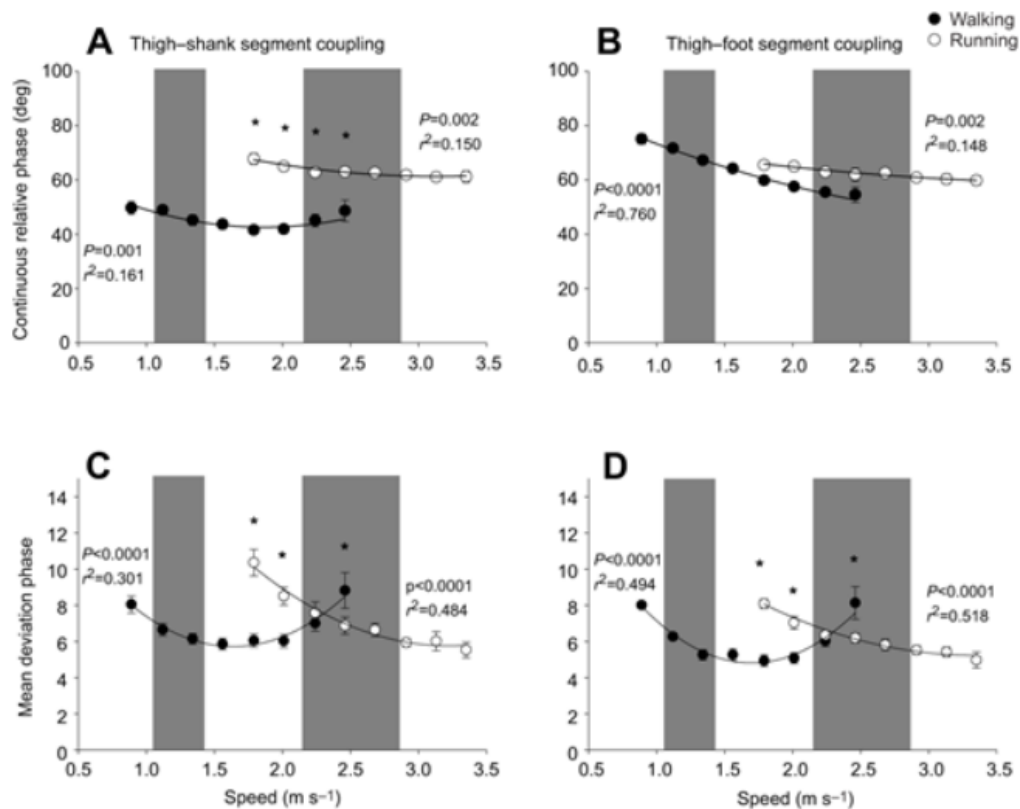 A
Thigh–shank segment coupling
B
Thigh–foot segment coupling
Walking
Running
Continuous relative phase (deg)
100
80
60
40
20
0
* * * *
P=0.002
r²=0.150
P=0.001
r²=0.161
0.5 1.0 1.5 2.0 2.5 3.0 3.5
100
80
60
40
20
0
P=0.002
r²=0.148
P<0.0001
r²=0.760
0.5 1.0 1.5 2.0 2.5 3.0 3.5
C
Mean deviation phase
14
12
10
8
6
4
2
0
* * *
P<0.0001
r²=0.301
p<0.0001
r²=0.484
0.5 1.0 1.5 2.0 2.5 3.0 3.5
Speed (m s⁻¹)
D
14
12
10
8
6
4
2
0
* * *
P<0.0001
r²=0.494
P<0.0001
r²=0.518
0.5 1.0 1.5 2.0 2.5 3.0 3.5
Speed (m s⁻¹)